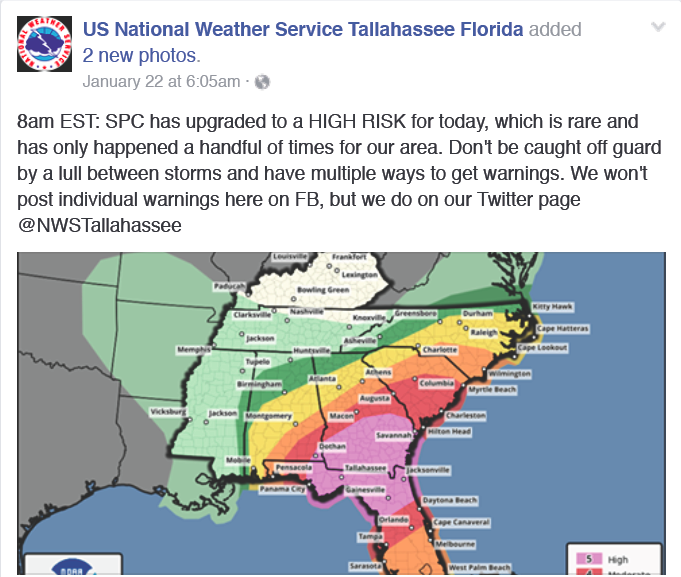 US National Weather Service Tallahassee Florida added
2 new photos.
January 22 at 6:05am ·
8am EST: SPC has upgraded to a HIGH RISK for today, which is rare and
has only happened a handful of times for our area. Don't be caught off guard
by a lull between storms and have multiple ways to get warnings. We won't
post individual warnings here on FB, but we do on our Twitter page
@NWSTallahassee
NATIONAL WEATHER SERVICE
Louisville
Frankfort
Lexington
Paducah
Bowling Green
Kitty Hawk
Clarksville
Nashville
Knoxville
Greensboro
Durham
Raleigh
Cape Hatteras
Jackson
Asheville
Memphis
Huntsville
Charlotte
Cape Lookout
Tupelo
Athens
Wilmington
Birmingham
Atlanta
Columbia
Myrtle Beach
Augusta
Vicksburg
Jackson
Montgomery
Macon
Charleston
Savannah
Hilton Head
Dothan
Mobile
Pensacola
Tallahassee
Jacksonville
Panama City
Gainesville
Daytona Beach
Orlando
Cape Canaveral
Tampa
Melbourne
Sarasota
West Palm Beach
NOAA
5 High
4 Moderate